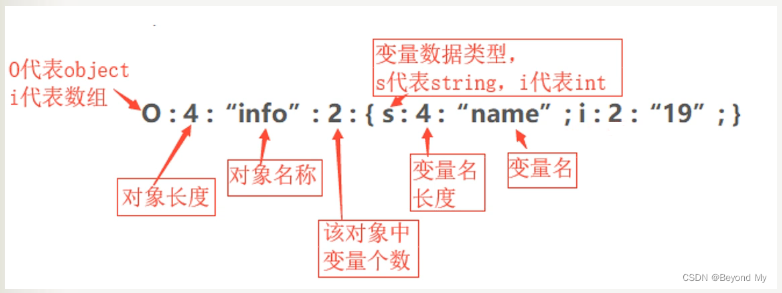 变量数据类型，
s代表string，i代表int
O代表object
i代表数组
O : 4 : “info” : 2 : { s : 4 : “name” ; i : 2 : “19” ; }
对象长度
对象名称
变量名
长度
变量名
该对象中
变量个数
CSDN @Beyond My